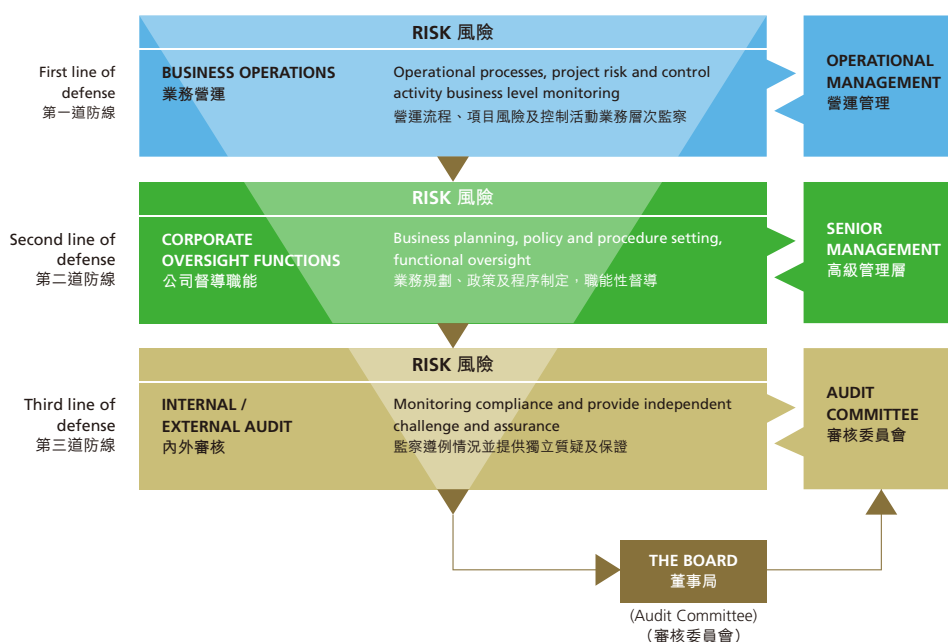 RISK 風險
First line of
defense
第一道防線
BUSINESS OPERATIONS
業務營運
Operational processes, project risk and control
activity business level monitoring
營運流程、項目風險及控制活動業務層次監察
OPERATIONAL
MANAGEMENT
營運管理
RISK 風險
Second line of
defense
第二道防線
CORPORATE
OVERSIGHT FUNCTIONS
公司督導職能
Business planning, policy and procedure setting,
functional oversight
業務規劃、政策及程序制定，職能性督導
SENIOR
MANAGEMENT
高級管理層
RISK 風險
Third line of
defense
第三道防線
INTERNAL /
EXTERNAL AUDIT
內外審核
Monitoring compliance and provide independent
challenge and assurance
監察遵例情況並提供獨立質疑及保證
AUDIT
COMMITTEE
審核委員會
THE BOARD
董事局
(Audit Committee)
（審核委員會）